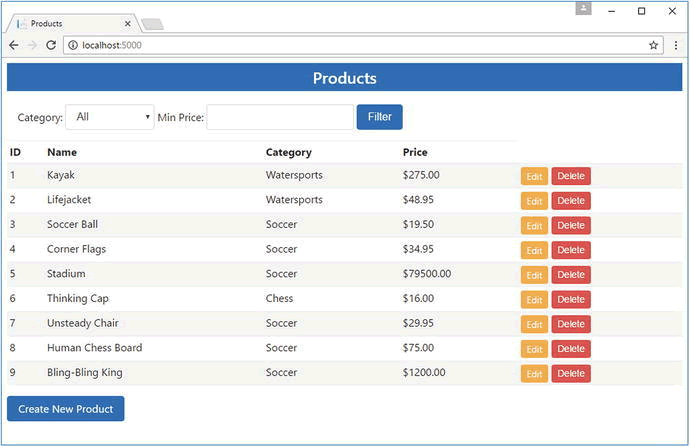 Products
localhost:5000
Products
Category: All Min Price: Filter
ID Name Category Price
1 Kayak Watersports $275.00 Edit Delete
2 Lifejacket Watersports $48.95 Edit Delete
3 Soccer Ball Soccer $19.50 Edit Delete
4 Corner Flags Soccer $34.95 Edit Delete
5 Stadium Soccer $79500.00 Edit Delete
6 Thinking Cap Chess $16.00 Edit Delete
7 Unsteady Chair Soccer $29.95 Edit Delete
8 Human Chess Board Soccer $75.00 Edit Delete
9 Bling-Bling King Soccer $1200.00 Edit Delete
Create New Product